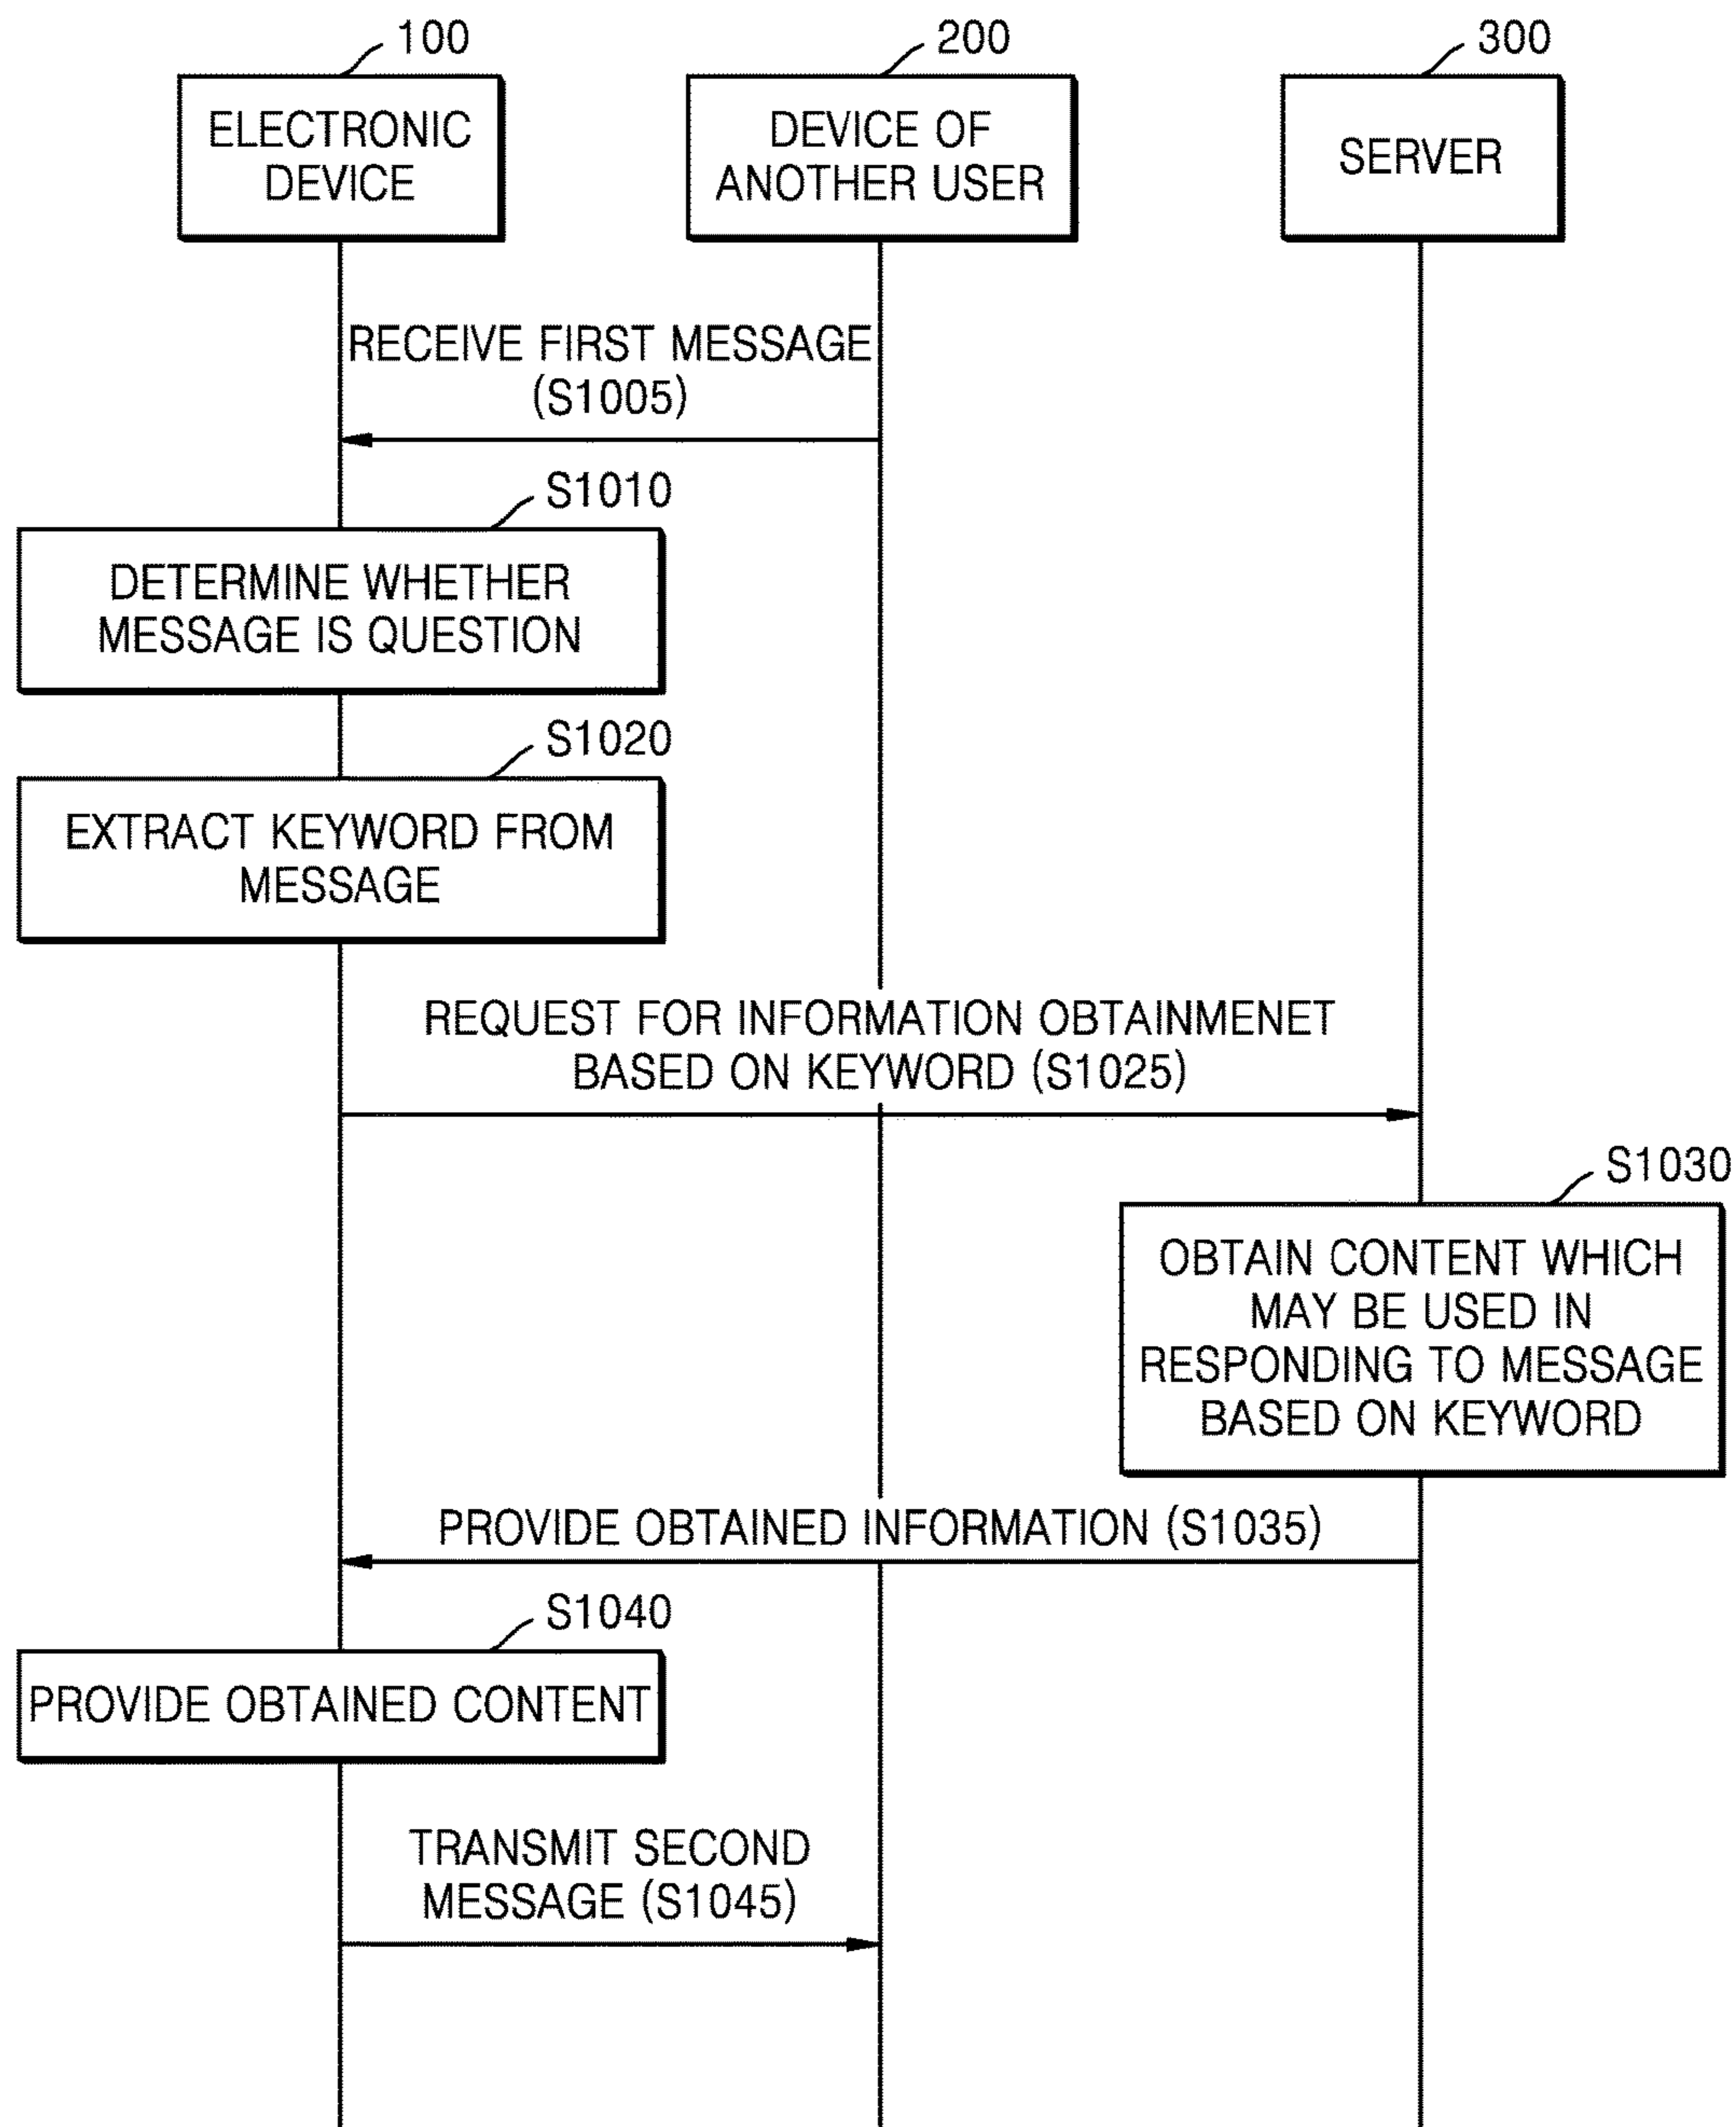 100
200
300
ELECTRONIC
DEVICE
DEVICE OF
ANOTHER USER
SERVER
RECEIVE FIRST MESSAGE
(S1005)
S1010
DETERMINE WHETHER
MESSAGE IS QUESTION
S1020
EXTRACT KEYWORD FROM
MESSAGE
REQUEST FOR INFORMATION OBTAINMENET
BASED ON KEYWORD (S1025)
S1030
OBTAIN CONTENT WHICH
MAY BE USED IN
RESPONDING TO MESSAGE
BASED ON KEYWORD
PROVIDE OBTAINED INFORMATION (S1035)
S1040
PROVIDE OBTAINED CONTENT
TRANSMIT SECOND
MESSAGE (S1045)